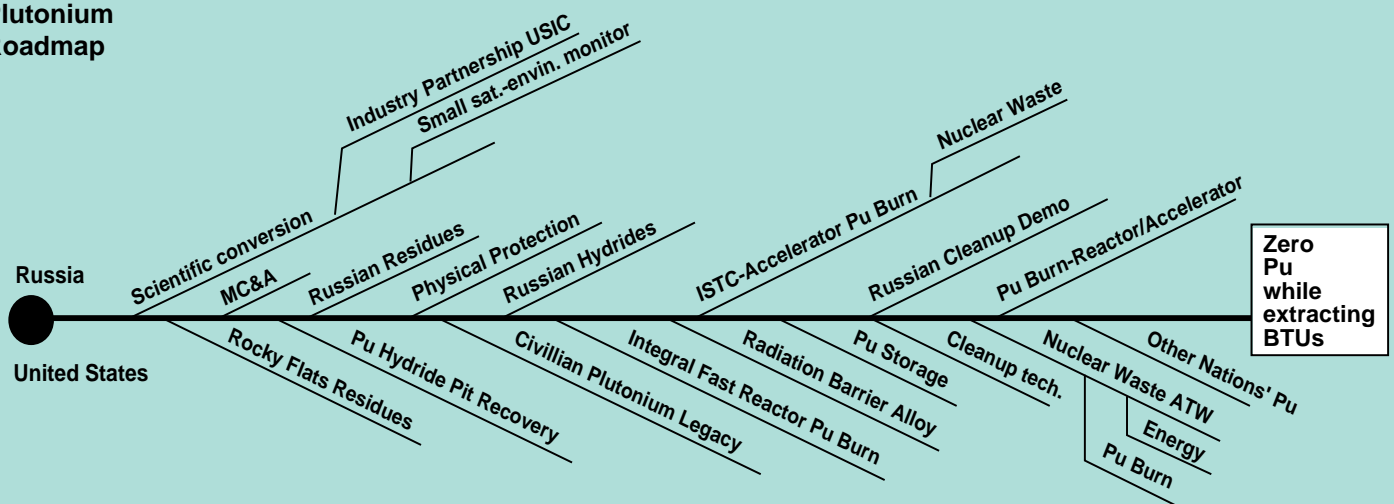 Plutonium
Roadmap
Industry Partnership USIC
Small sat.-envin. monitor
Nuclear Waste
Scientific conversion
MC&A
Russian Residues
Physical Protection
Russian Hydrides
ISTC-Accelerator Pu Burn
Russian Cleanup Demo
Pu Burn-Reactor/Accelerator
Russia
United States
Zero
Pu
while
extracting
BTUs
Rocky Flats Residues
Pu Hydride Pit Recovery
Civillian Plutonium Legacy
Integral Fast Reactor Pu Burn
Radiation Barrier Alloy
Pu Storage
Cleanup tech.
Nuclear Waste ATW
Other Nations' Pu
Energy
Pu Burn